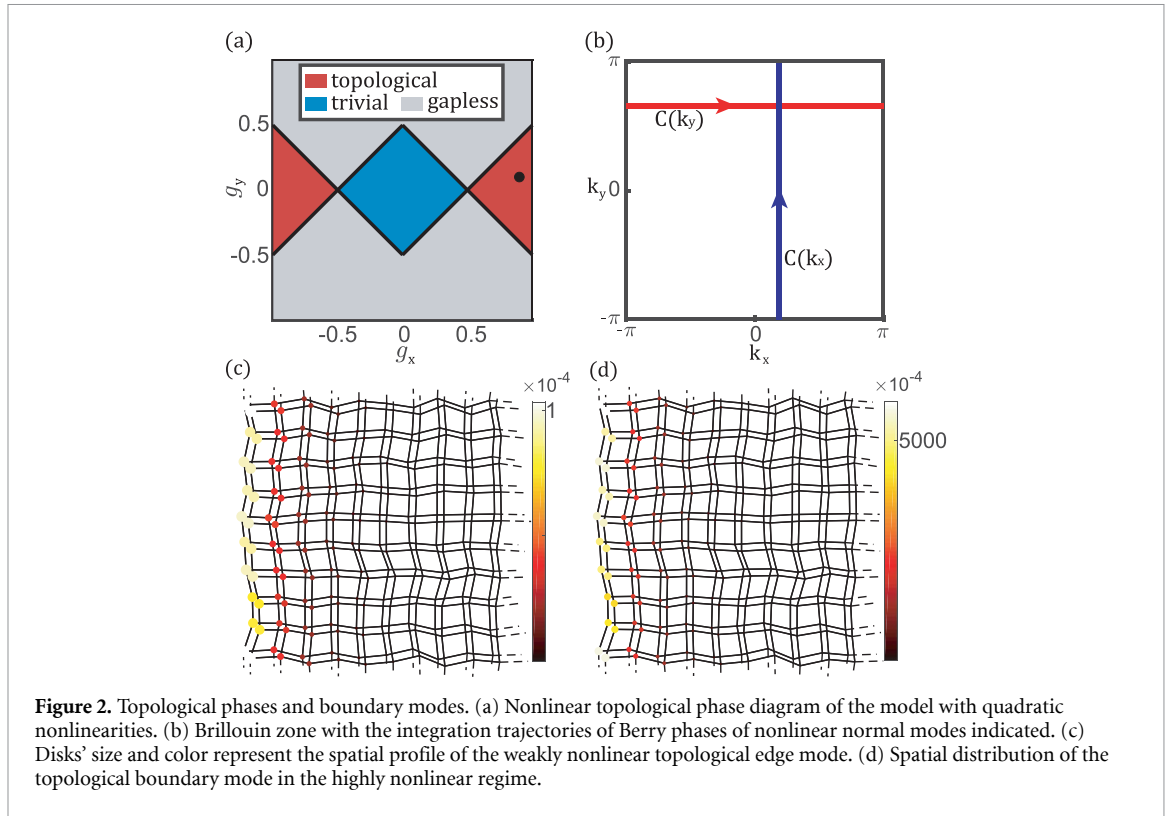 (a)
topological
trivial gapless
0.5
0
-0.5
g_y
-0.5 0 0.5
g_x
(b)
π
C(k_y)
k_y 0
C(k_x)
-π
-π 0 π
k_x
(c)
×10⁻⁴
1
(d)
×10⁻⁴
5000
Figure 2. Topological phases and boundary modes. (a) Nonlinear topological phase diagram of the model with quadratic
nonlinearities. (b) Brillouin zone with the integration trajectories of Berry phases of nonlinear normal modes indicated. (c)
Disks' size and color represent the spatial profile of the weakly nonlinear topological edge mode. (d) Spatial distribution of the
topological boundary mode in the highly nonlinear regime.